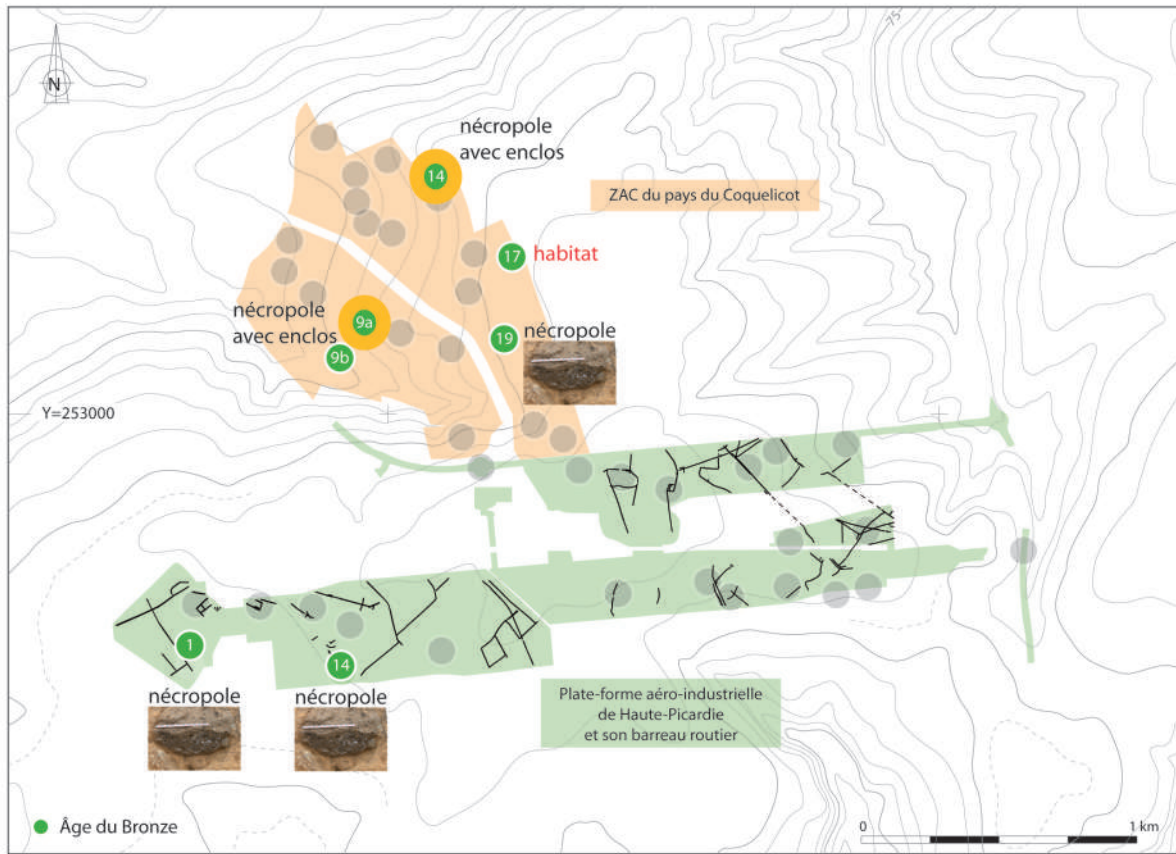 75
N
nécropole
avec enclos
14
ZAC du pays du Coquelicot
17 habitat
nécropole
avec enclos
9a
9b
19 nécropole
Y=253000
1
14
nécropole
nécropole
Plate-forme aéro-industrielle
de Haute-Picardie
et son barreau routier
Âge du Bronze
0 1 km